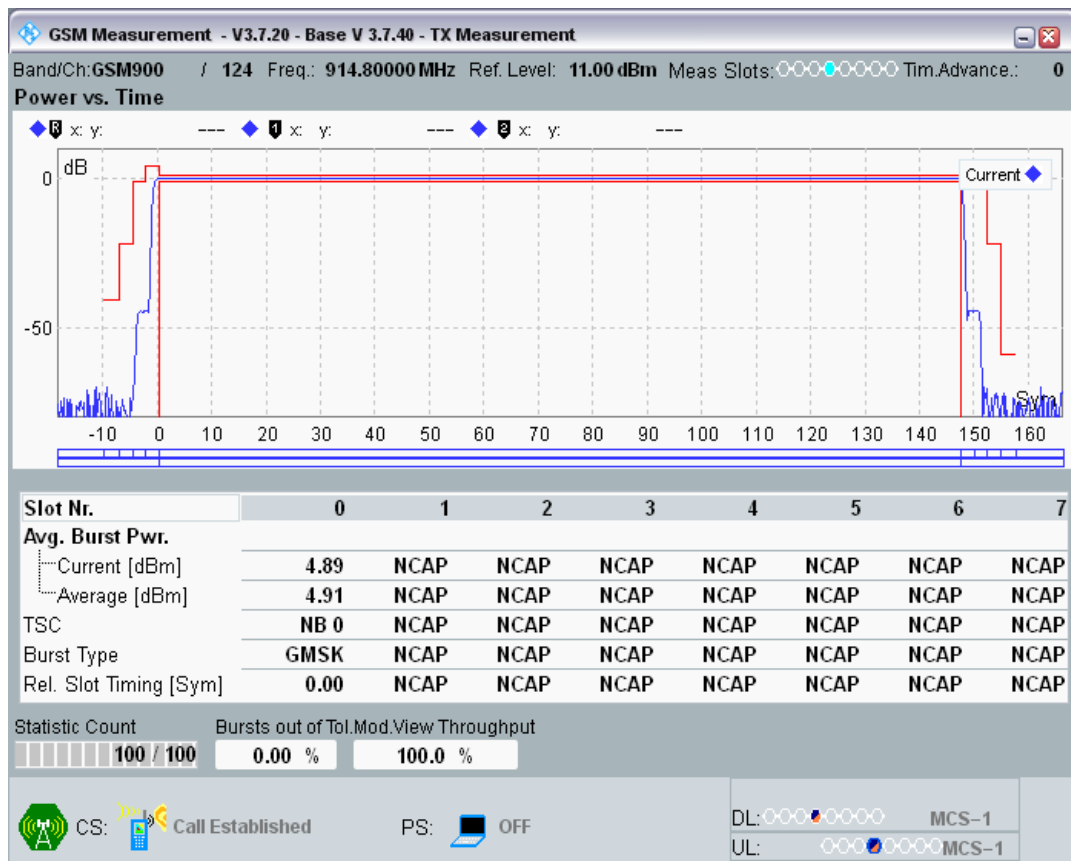 GSM Measurement - V3.7.20 - Base V 3.7.40 - TX Measurement
Band/Ch:GSM900 / 124 Freq.: 914.80000 MHz Ref. Level: 11.00 dBm Meas Slots: Tim.Advance.: 0
Power vs. Time
R x: y: --- 1 x: y: --- 2 x: y: ---
dB
Current
0
-50
Sym
-10 0 10 20 30 40 50 60 70 80 90 100 110 120 130 140 150 160
Slot Nr. 0 1 2 3 4 5 6 7
Avg. Burst Pwr.
Current [dBm] 4.89 NCAP NCAP NCAP NCAP NCAP NCAP NCAP
Average [dBm] 4.91 NCAP NCAP NCAP NCAP NCAP NCAP NCAP
TSC NB 0 NCAP NCAP NCAP NCAP NCAP NCAP NCAP
Burst Type GMSK NCAP NCAP NCAP NCAP NCAP NCAP NCAP
Rel. Slot Timing [Sym] 0.00 NCAP NCAP NCAP NCAP NCAP NCAP NCAP
Statistic Count Bursts out of Tol. Mod.View Throughput
100 / 100 0.00 % 100.0 %
CS: Call Established PS: OFF
DL: MCS-1
UL: MCS-1